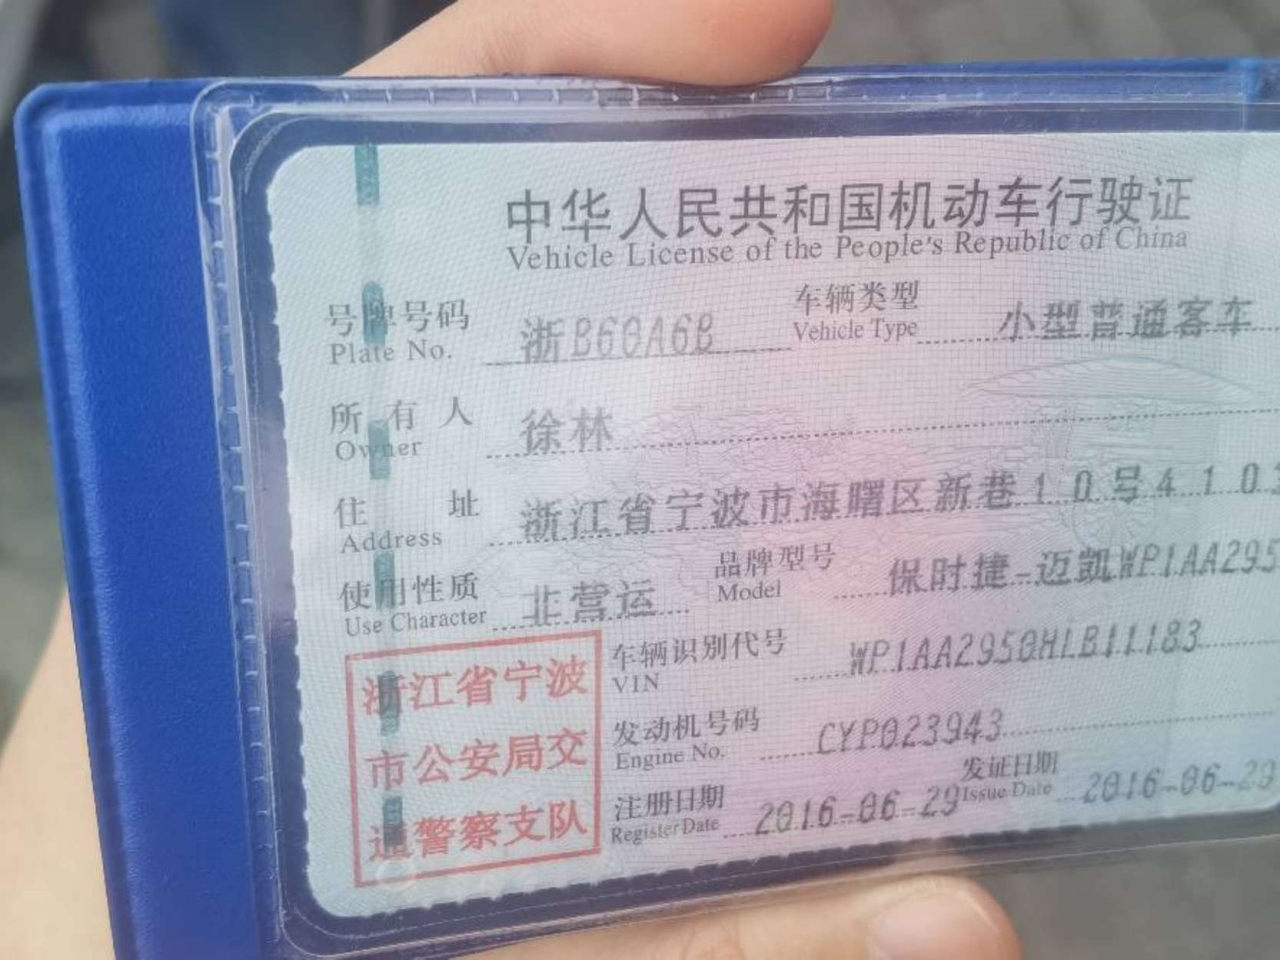 中华人民共和国机动车行驶证
Vehicle License of the People's Republic of China
号牌号码 浙B60A6B 车辆类型 小型普通客车
Plate No. Vehicle Type
所有人 徐林
Owner
住址 浙江省宁波市海曙区新巷10号410
Address
使用性质 非营运 品牌型号 保时捷-迈凯WP1AA295
Use Character Model
浙江省宁波
市公安局交
通警察支队
车辆识别代号 WP1AA2950HLB11183
VIN
发动机号码 CYP023943
Engine No.
注册日期 2016-06-29 发证日期 2016-06-29
Register Date Issue Date